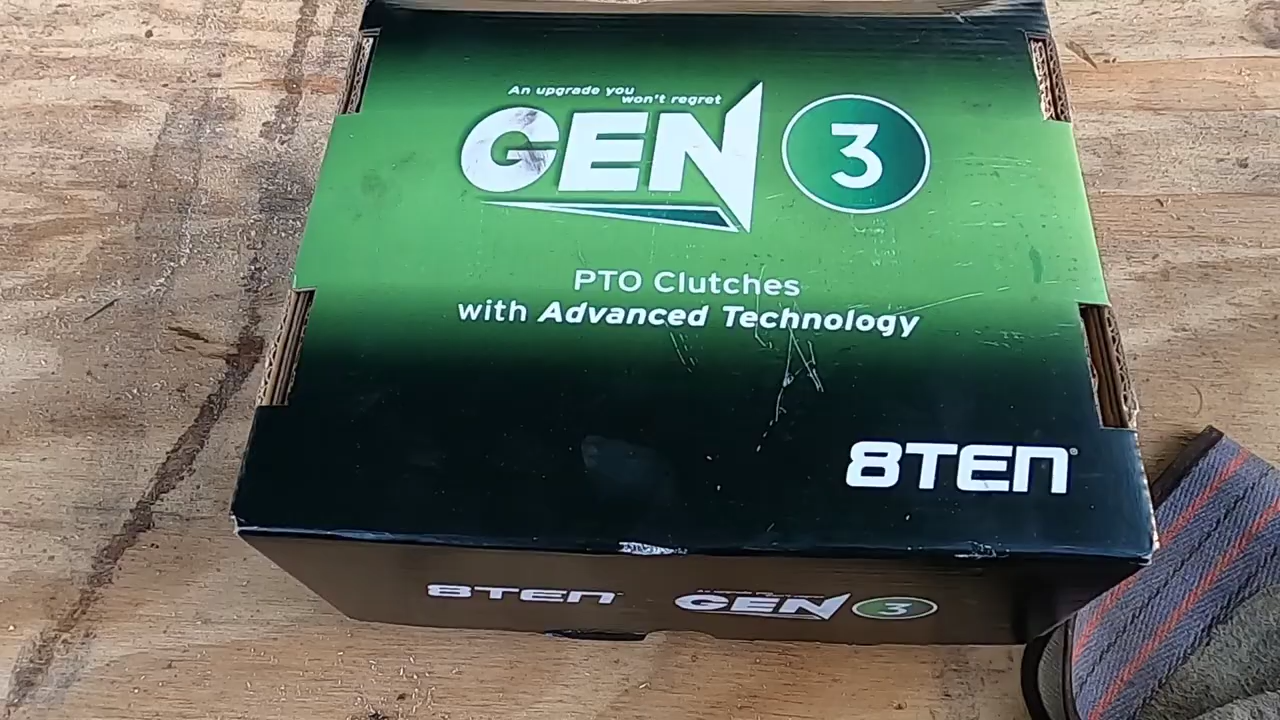 An upgrade you won't regret
GEN 3
PTO Clutches
with Advanced Technology
8TEN®
8TEN GEN 3